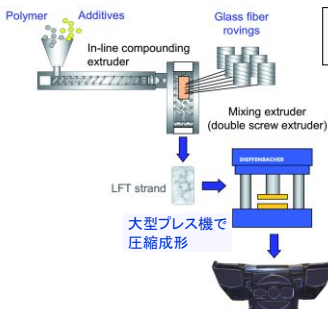 Polymer
Additives
Glass fiber
rovings
In-line compounding
extruder
Mixing extruder
(double screw extruder)
DIEFFENBACHER
LFT strand
大型プレス機で
圧縮成形